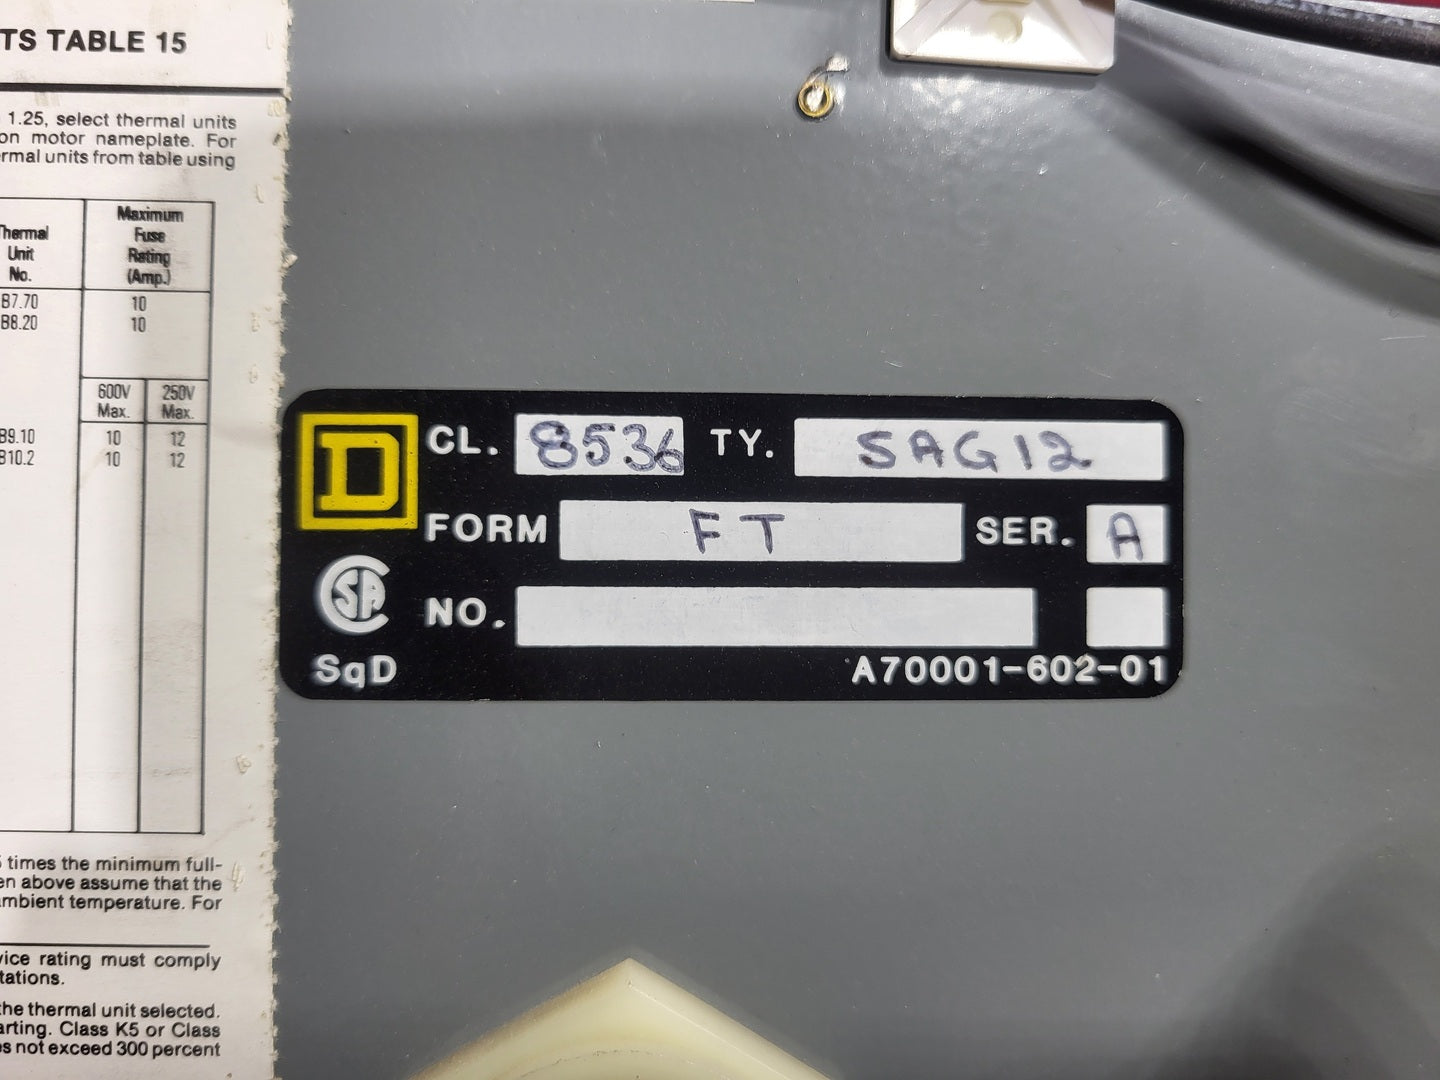 TS TABLE 15
1.25, select thermal units
on motor nameplate. For
rmal units from table using
Thermal
Unit
No.
Maximum
Fuse
Rating
(Amp.)
B7.70 10
B8.20 10
600V
Max.
250V
Max.
B9.10 10 12
B10.2 10 12
times the minimum full-
en above assume that the
ambient temperature. For
vice rating must comply
tations.
the thermal unit selected.
arting. Class K5 or Class
es not exceed 300 percent
GENERAL
D
CL. 8536 TY. SAG12
FORM FT SER. A
SA
NO.
SqD
A70001-602-01